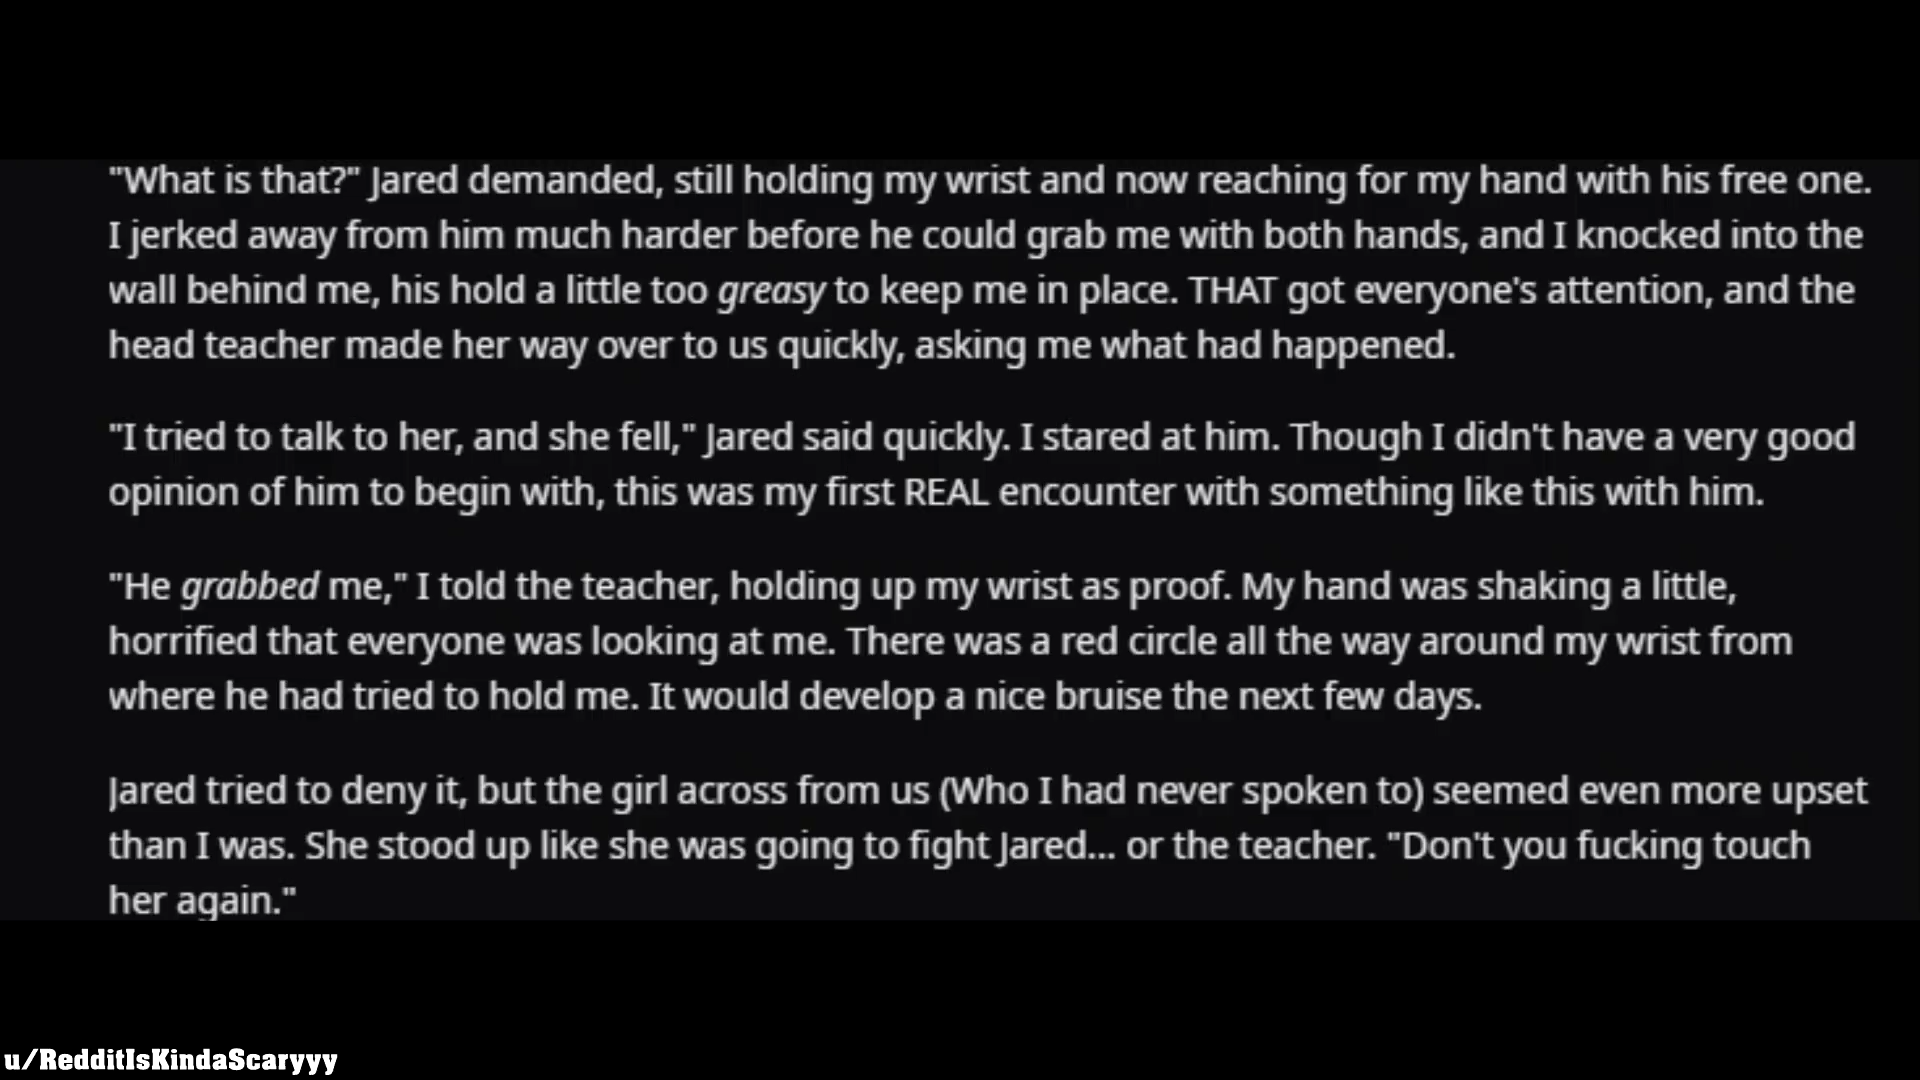 "What is that?" Jared demanded, still holding my wrist and now reaching for my hand with his free one.
I jerked away from him much harder before he could grab me with both hands, and I knocked into the
wall behind me, his hold a little too greasy to keep me in place. THAT got everyone's attention, and the
head teacher made her way over to us quickly, asking me what had happened.
"I tried to talk to her, and she fell," Jared said quickly. I stared at him. Though I didn't have a very good
opinion of him to begin with, this was my first REAL encounter with something like this with him.
"He grabbed me," I told the teacher, holding up my wrist as proof. My hand was shaking a little,
horrified that everyone was looking at me. There was a red circle all the way around my wrist from
where he had tried to hold me. It would develop a nice bruise the next few days.
Jared tried to deny it, but the girl across from us (Who I had never spoken to) seemed even more upset
than I was. She stood up like she was going to fight Jared... or the teacher. "Don't you fucking touch
her again."
u/RedditIsKindaScaryyy